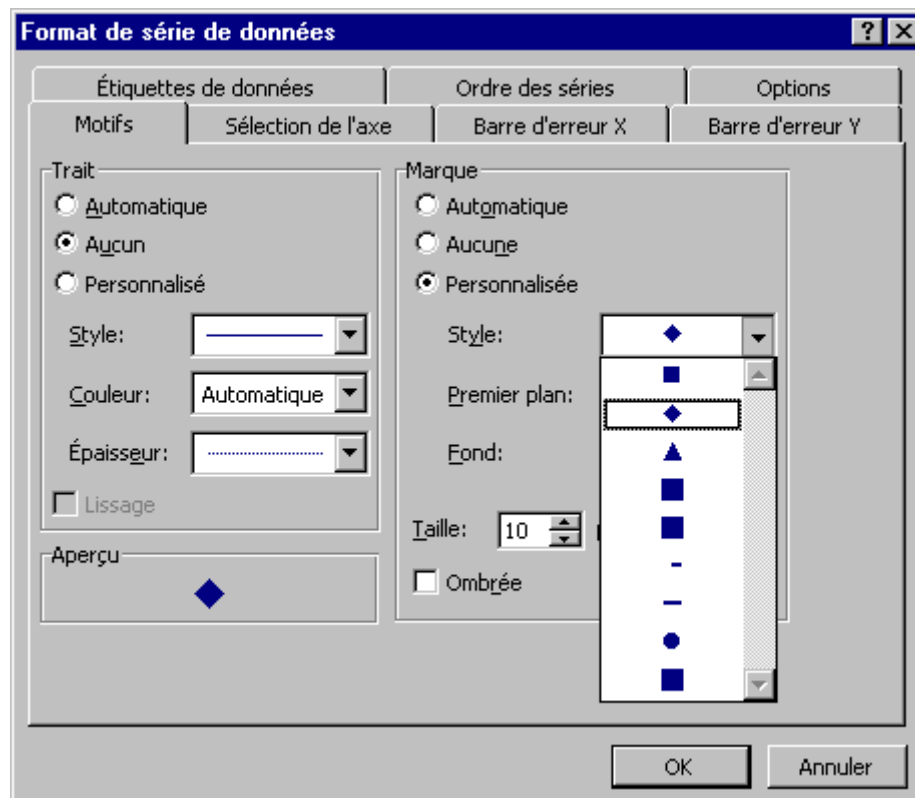 Format de série de données
Étiquettes de données
Ordre des séries
Options
Motifs
Sélection de l'axe
Barre d'erreur X
Barre d'erreur Y
Trait
Automatique
Aucun
Personnalisé
Style:
Couleur: Automatique
Épaisseur:
Lissage
Aperçu
Marque
Automatique
Aucune
Personnalisée
Style:
Premier plan:
Fond:
Taille: 10
Ombrée
OK
Annuler